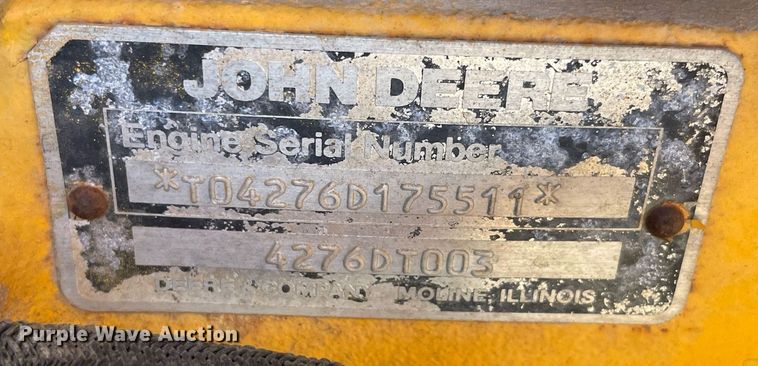 JOHN DEERE
Engine Serial Number
*T04276D175511*
4276DT003
DEERE & COMPANY MOLINE, ILLINOIS
Purple Wave Auction